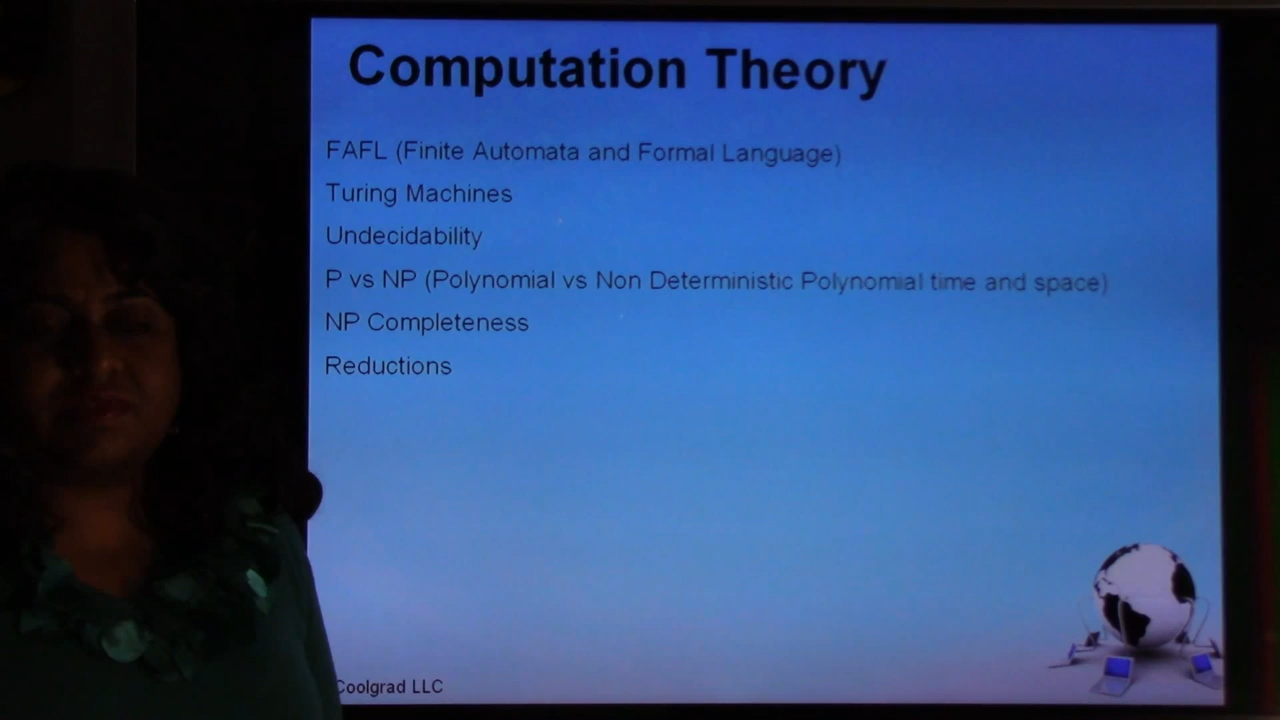 Computation Theory
FAFL (Finite Automata and Formal Language)
Turing Machines
Undecidability
P vs NP (Polynomial vs Non Deterministic Polynomial time and space)
NP Completeness
Reductions
Coolgrad LLC